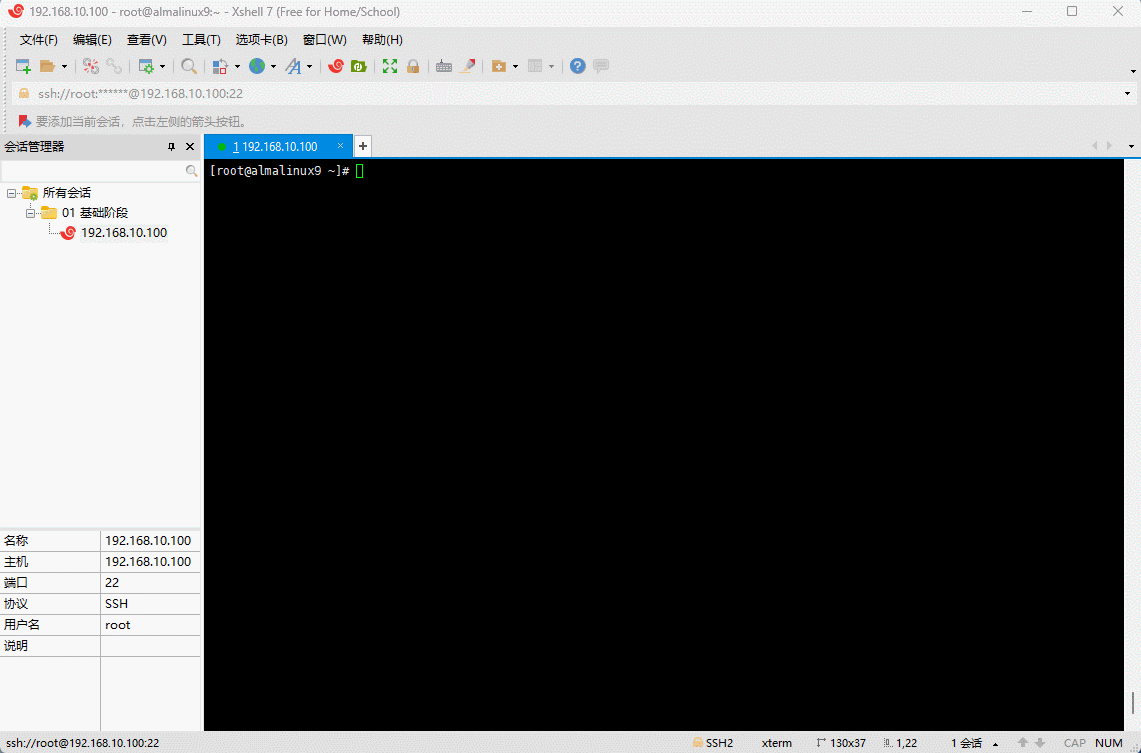 192.168.10.100 - root@almalinux9:~ - Xshell 7 (Free for Home/School)
文件(F) 编辑(E) 查看(V) 工具(T) 选项卡(B) 窗口(W) 帮助(H)
ssh://root:******@192.168.10.100:22
要添加当前会话，点击左侧的箭头按钮。
会话管理器
1 192.168.10.100
[root@almalinux9 ~]#
所有会话
01 基础阶段
192.168.10.100
名称 192.168.10.100
主机 192.168.10.100
端口 22
协议 SSH
用户名 root
说明
ssh://root@192.168.10.100:22 SSH2 xterm 130x37 1,22 1 会话 CAP NUM